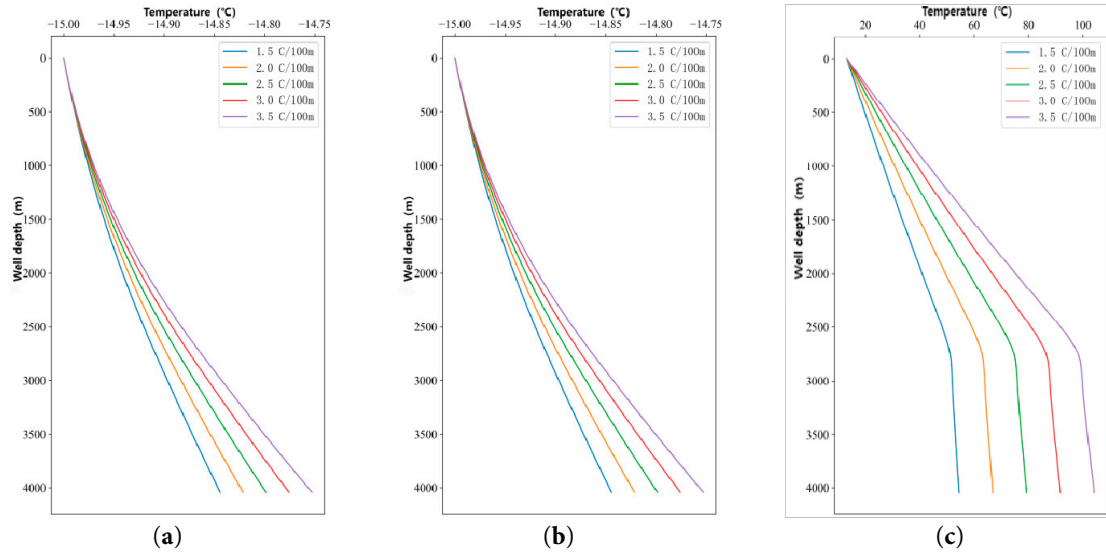 Temperature (℃)
−15.00 −14.95 −14.90 −14.85 −14.80 −14.75
1.5 C/100m
2.0 C/100m
2.5 C/100m
3.0 C/100m
3.5 C/100m
0
500
1000
1500
2000
2500
3000
3500
4000
Well depth (m)
(a)
Temperature (℃)
−15.00 −14.95 −14.90 −14.85 −14.80 −14.75
1.5 C/100m
2.0 C/100m
2.5 C/100m
3.0 C/100m
3.5 C/100m
0
500
1000
1500
2000
2500
3000
3500
4000
Well depth (m)
(b)
Temperature (℃)
20 40 60 80 100
1.5 C/100m
2.0 C/100m
2.5 C/100m
3.0 C/100m
3.5 C/100m
0
500
1000
1500
2000
2500
3000
3500
4000
Well depth (m)
(c)